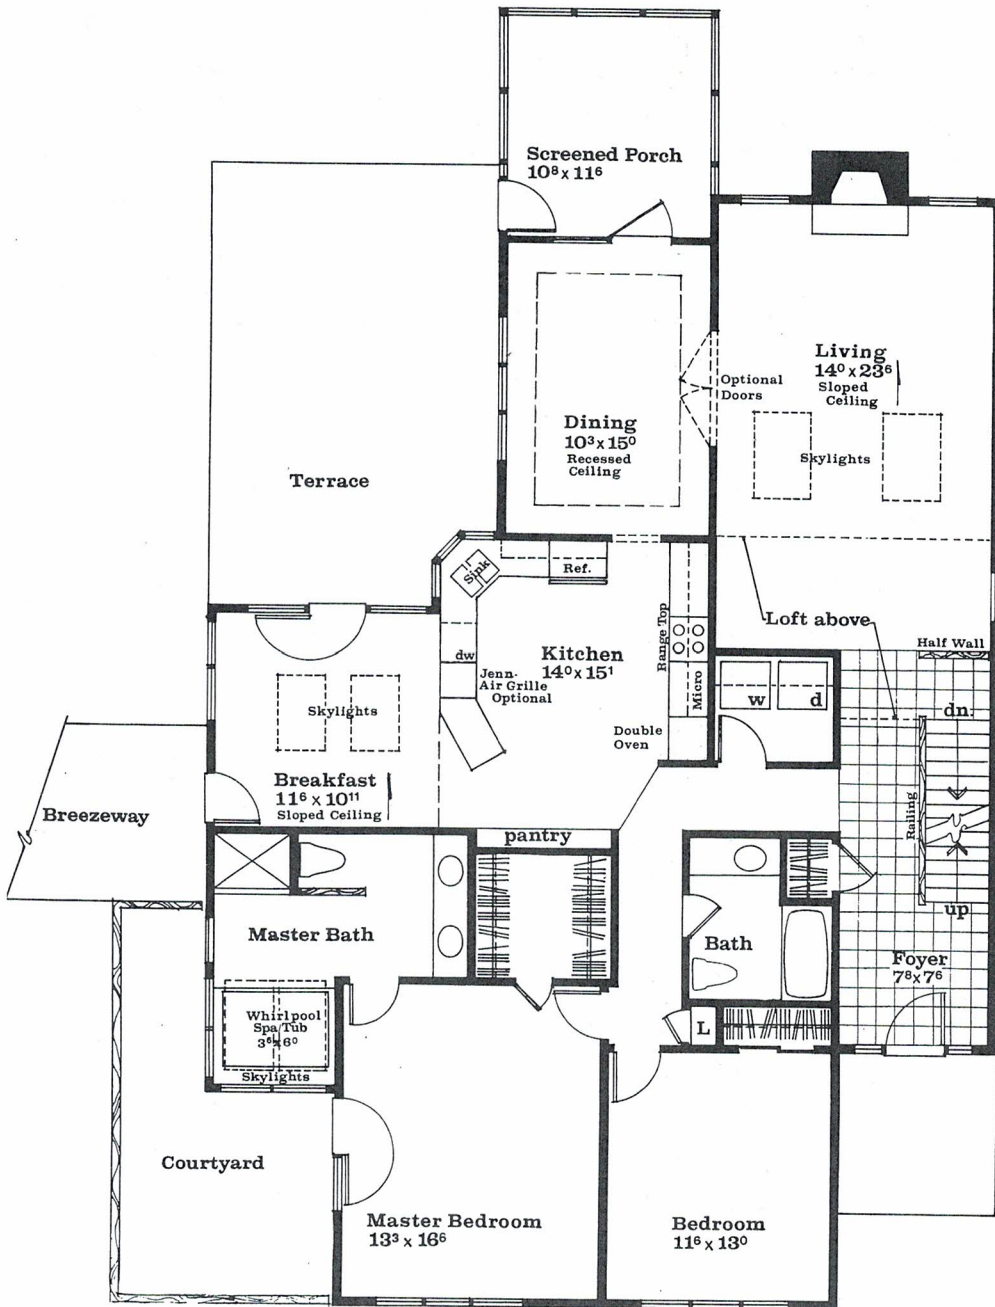 Screened Porch
10⁸ x 11⁶
Living
14⁰ x 23⁶
Sloped
Ceiling
Optional
Doors
Dining
10³ x 15⁰
Recessed
Ceiling
Skylights
Terrace
Sink
Ref.
Range Top
Loft above
Half Wall
Kitchen
14⁰ x 15¹
dw
Jenn-
Air Grille
Optional
Micro
w
d
dn.
Skylights
Double
Oven
Breakfast
11⁶ x 10¹¹
Sloped Ceiling
Breezeway
Railing
pantry
up
Master Bath
Bath
Foyer
7⁸ x 7⁶
Whirlpool
Spa/Tub
3⁶ x 6⁰
Skylights
L
Courtyard
Master Bedroom
13³ x 16⁶
Bedroom
11⁶ x 13⁰